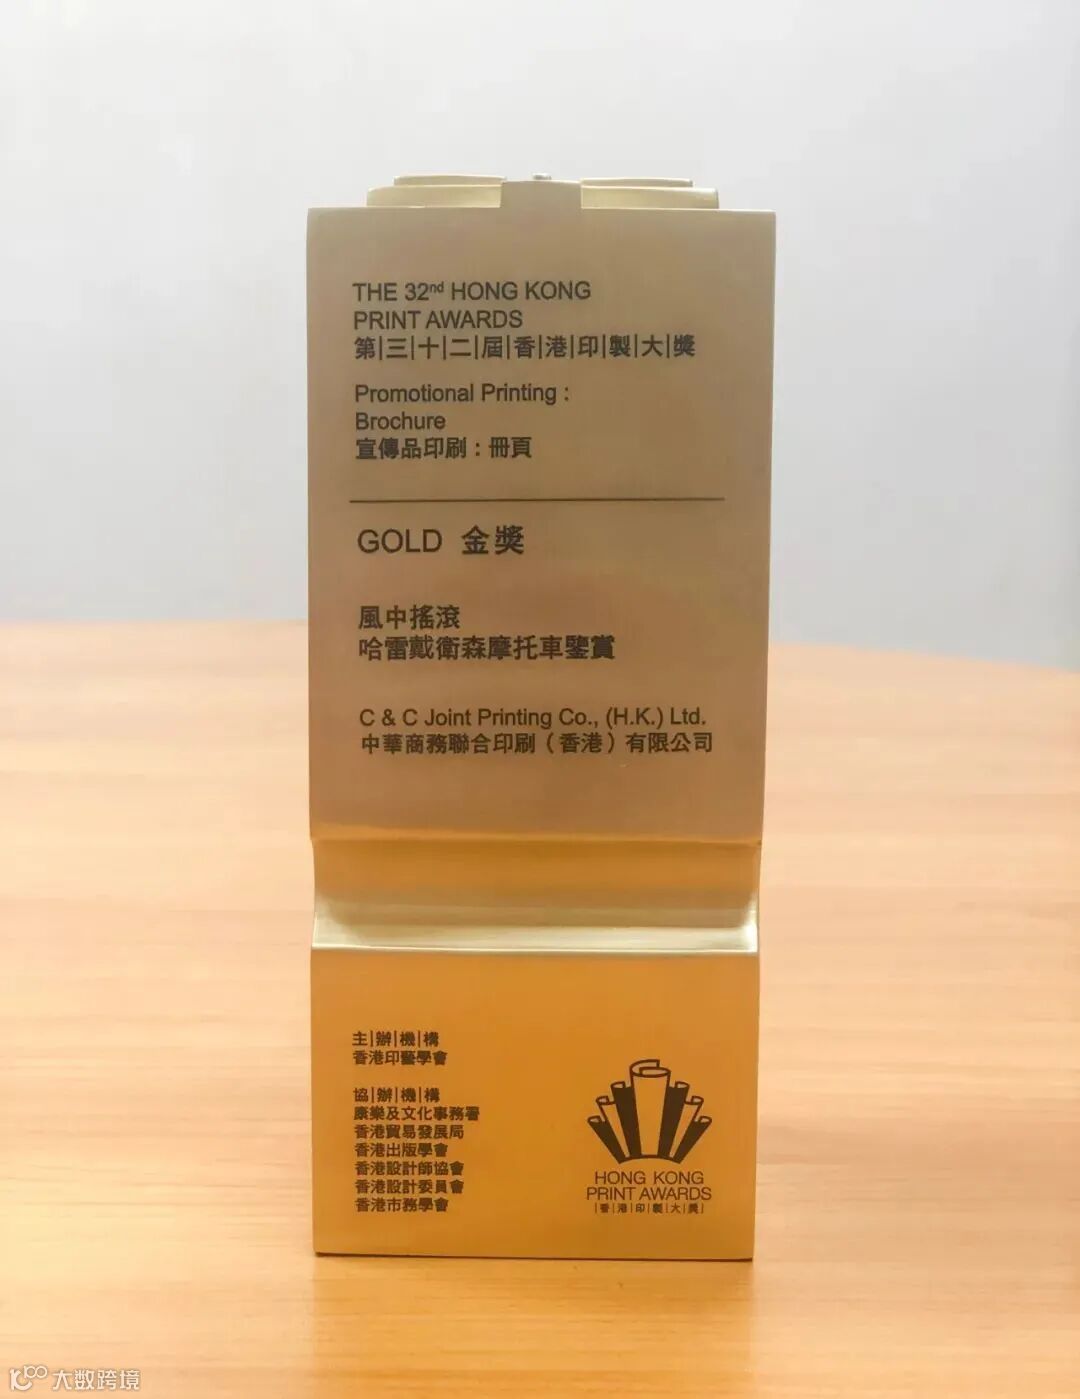 THE 32nd HONG KONG
PRINT AWARDS
第|三|十|二|屆|香|港|印|製|大|獎
Promotional Printing :
Brochure
宣傳品印刷：冊頁
GOLD 金獎
風中搖滾
哈雷戴衛森摩托車鑒賞
C & C Joint Printing Co., (H.K.) Ltd.
中華商務聯合印刷（香港）有限公司
主|辦|機|構
香港印藝學會
協|辦|機|構
康樂及文化事務署
香港貿易發展局
香港出版學會
香港設計師協會
香港設計委員會
香港市務學會
HONG KONG
PRINT AWARDS
|香|港|印|製|大|獎|
大数跨境